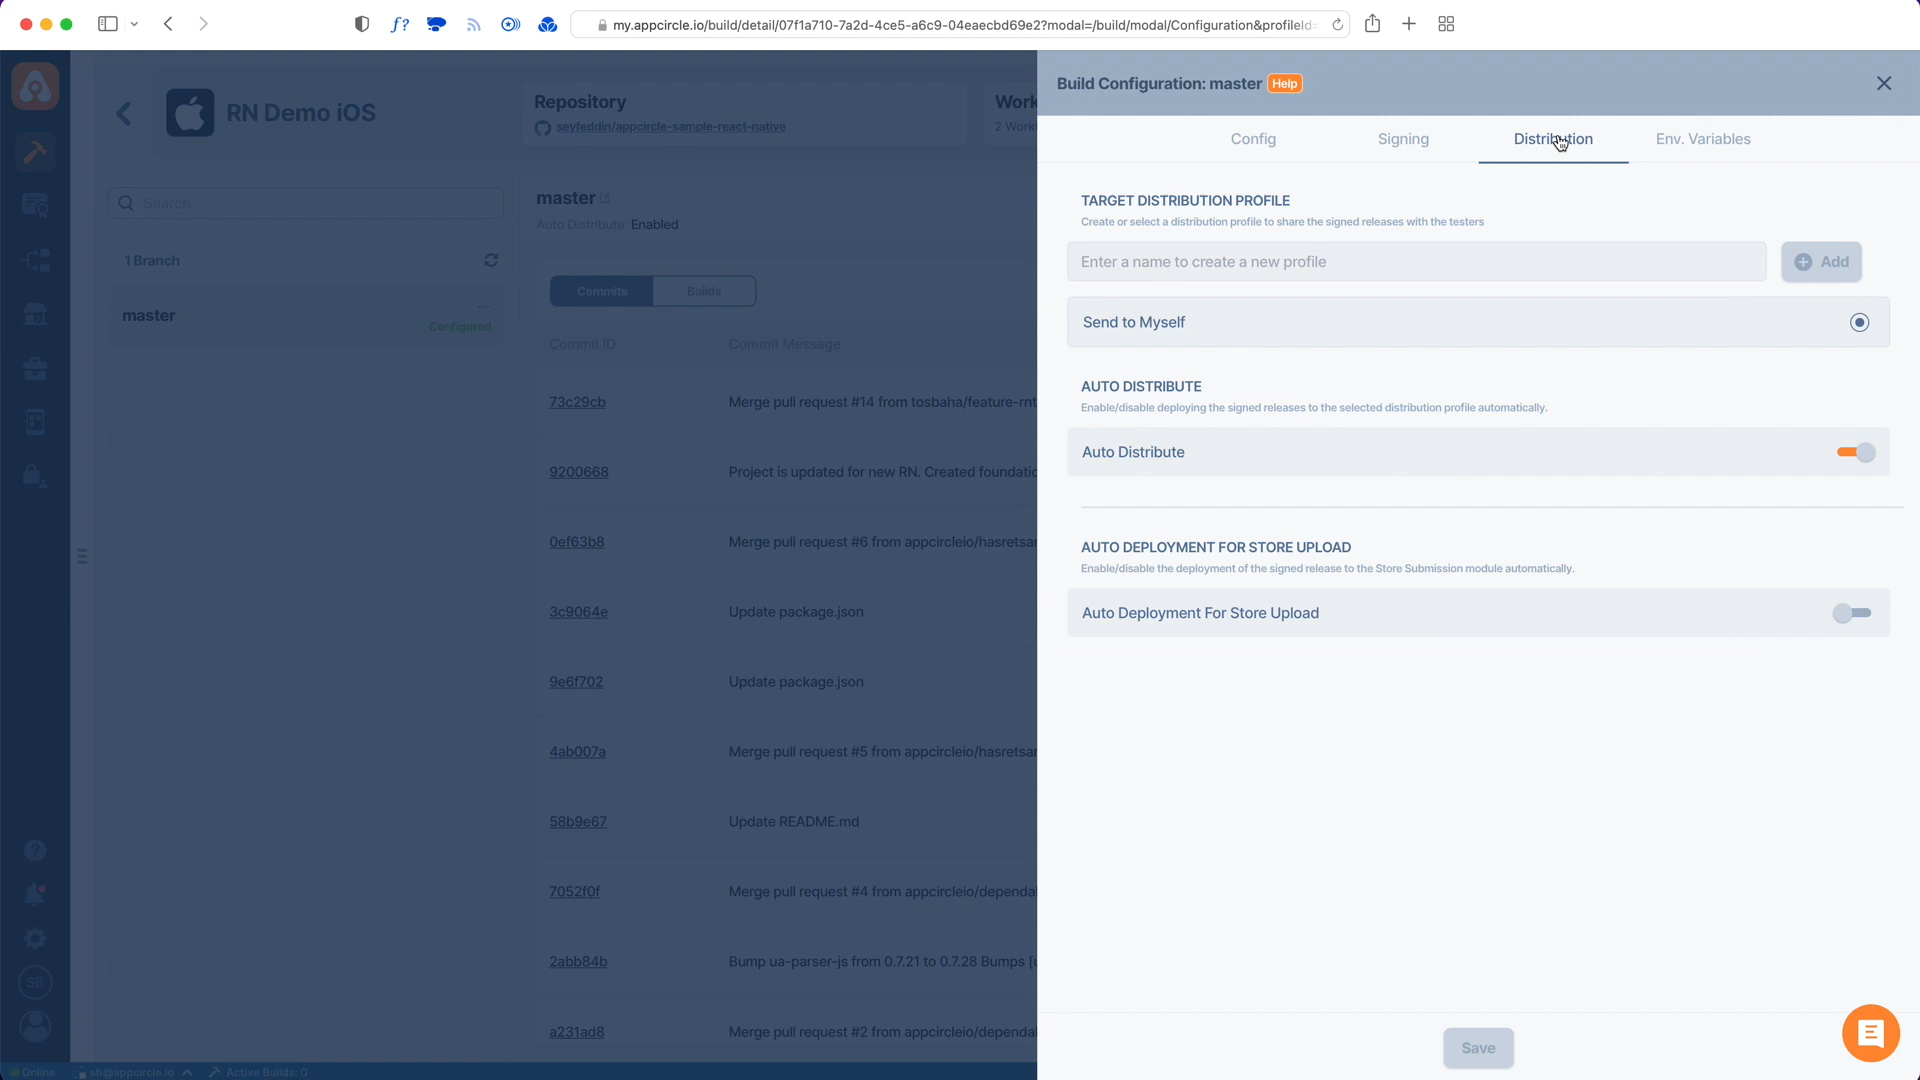 my.appcircle.io/build/detail/07f1a710-7a2d-4ce5-a6c9-04eaecbd69e2?modal=/build/modal/Configuration&profileId=
RN Demo iOS
Repository
seyfeddin/appcircle-sample-react-native
Work
2 Work
Search
1 Branch
master
Configured
master
Auto Distribute: Enabled
Commits
Builds
Commit ID
Commit Message
73c29cb
Merge pull request #14 from tosbaha/feature-rnt
9200668
Project is updated for new RN. Created foundatio
0ef63b8
Merge pull request #6 from appcircleio/hasretsar
3c9064e
Update package.json
9e6f702
Update package.json
4ab007a
Merge pull request #5 from appcircleio/hasretsar
58b9e67
Update README.md
7052f0f
Merge pull request #4 from appcircleio/dependa
2abb84b
Bump ua-parser-js from 0.7.21 to 0.7.28 Bumps [u
a231ad8
Merge pull request #2 from appcircleio/dependa
SB
Online
sb@appcircle.io
Active Builds: 0
Build Configuration: master
Help
Config
Signing
Distribution
Env. Variables
TARGET DISTRIBUTION PROFILE
Create or select a distribution profile to share the signed releases with the testers
Enter a name to create a new profile
Add
Send to Myself
AUTO DISTRIBUTE
Enable/disable deploying the signed releases to the selected distribution profile automatically.
Auto Distribute
AUTO DEPLOYMENT FOR STORE UPLOAD
Enable/disable the deployment of the signed release to the Store Submission module automatically.
Auto Deployment For Store Upload
Save